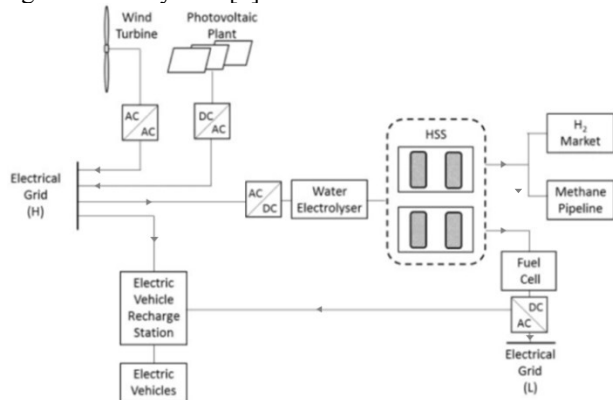 Wind
Turbine
Photovoltaic
Plant
AC
AC
DC
AC
Electrical
Grid
(H)
AC
DC
Water
Electrolyser
HSS
H2
Market
Methane
Pipeline
Fuel
Cell
DC
AC
Electrical
Grid
(L)
Electric
Vehicle
Recharge
Station
Electric
Vehicles